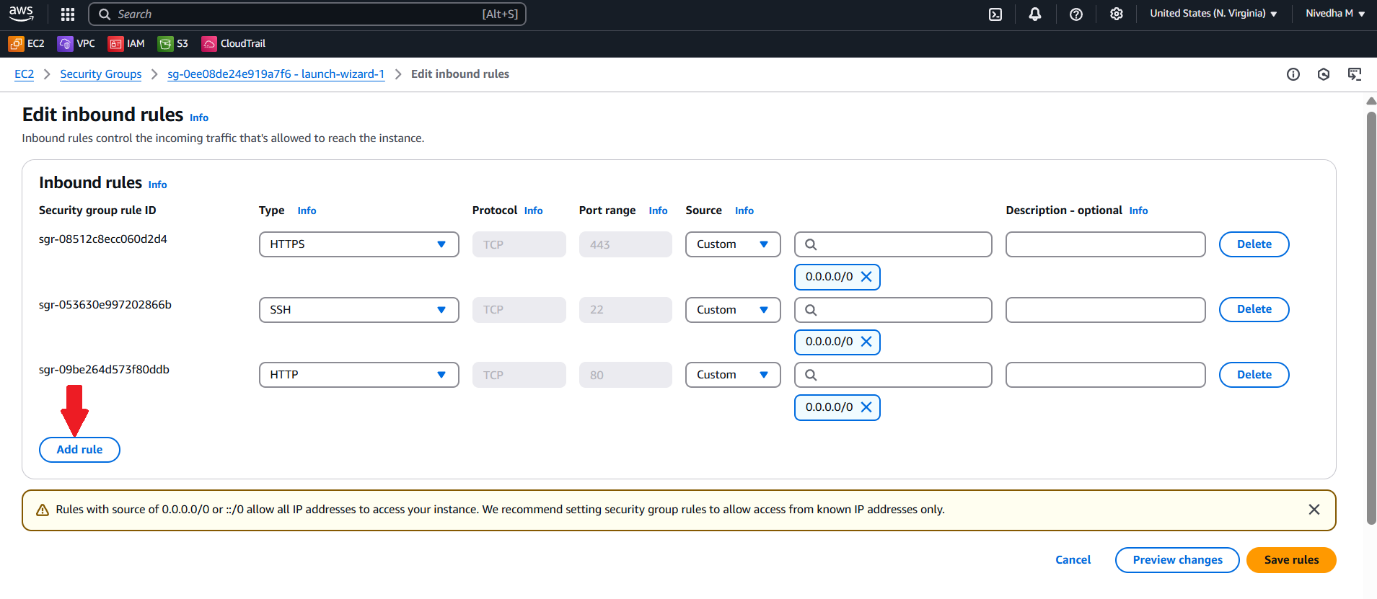 aws
Search [Alt+S] United States (N. Virginia) Nivedha M
EC2 VPC IAM S3 CloudTrail
EC2 Security Groups sg-0ee08de24e919a7f6 - launch-wizard-1 Edit inbound rules
Edit inbound rules Info
Inbound rules control the incoming traffic that's allowed to reach the instance.
Inbound rules Info
Security group rule ID Type Info Protocol Info Port range Info Source Info Description - optional Info
sgr-08512c8ecc060d2d4 HTTPS TCP 443 Custom Delete
0.0.0.0/0
sgr-053630e997202866b SSH TCP 22 Custom Delete
0.0.0.0/0
sgr-09be264d573f80ddb HTTP TCP 80 Custom Delete
0.0.0.0/0
Add rule
Rules with source of 0.0.0.0/0 or ::/0 allow all IP addresses to access your instance. We recommend setting security group rules to allow access from known IP addresses only.
Cancel Preview changes Save rules